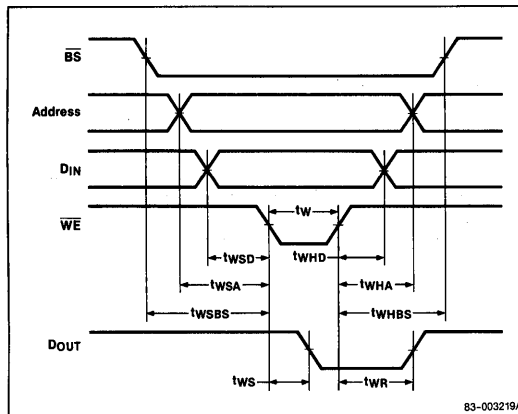 BS
Address
DIN
WE
tW
tWSD
tWHD
tWSA
tWHA
tWSBS
tWHBS
DOUT
tWS
tWR
83-003219A